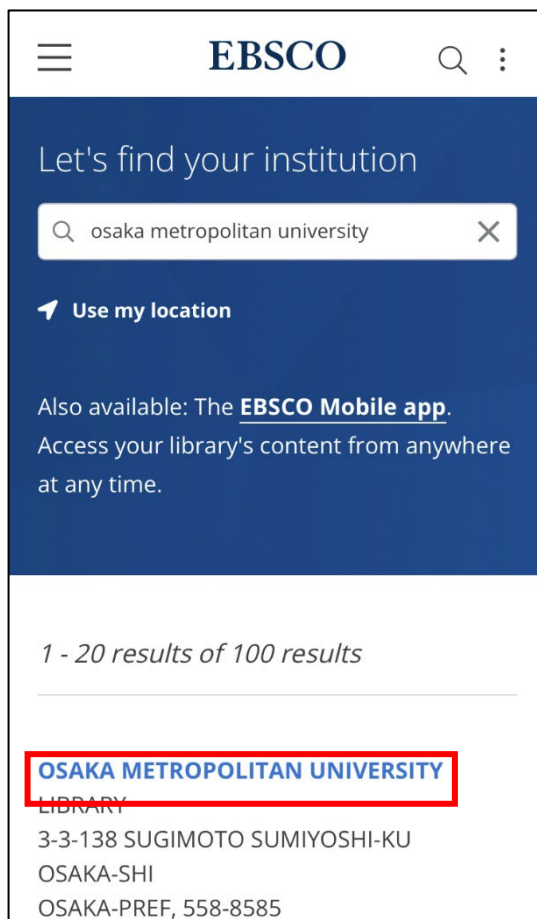 EBSCO
Let's find your institution
osaka metropolitan university
Use my location
Also available: The EBSCO Mobile app.
Access your library's content from anywhere
at any time.
1 - 20 results of 100 results
OSAKA METROPOLITAN UNIVERSITY
LIBRARY
3-3-138 SUGIMOTO SUMIYOSHI-KU
OSAKA-SHI
OSAKA-PREF, 558-8585